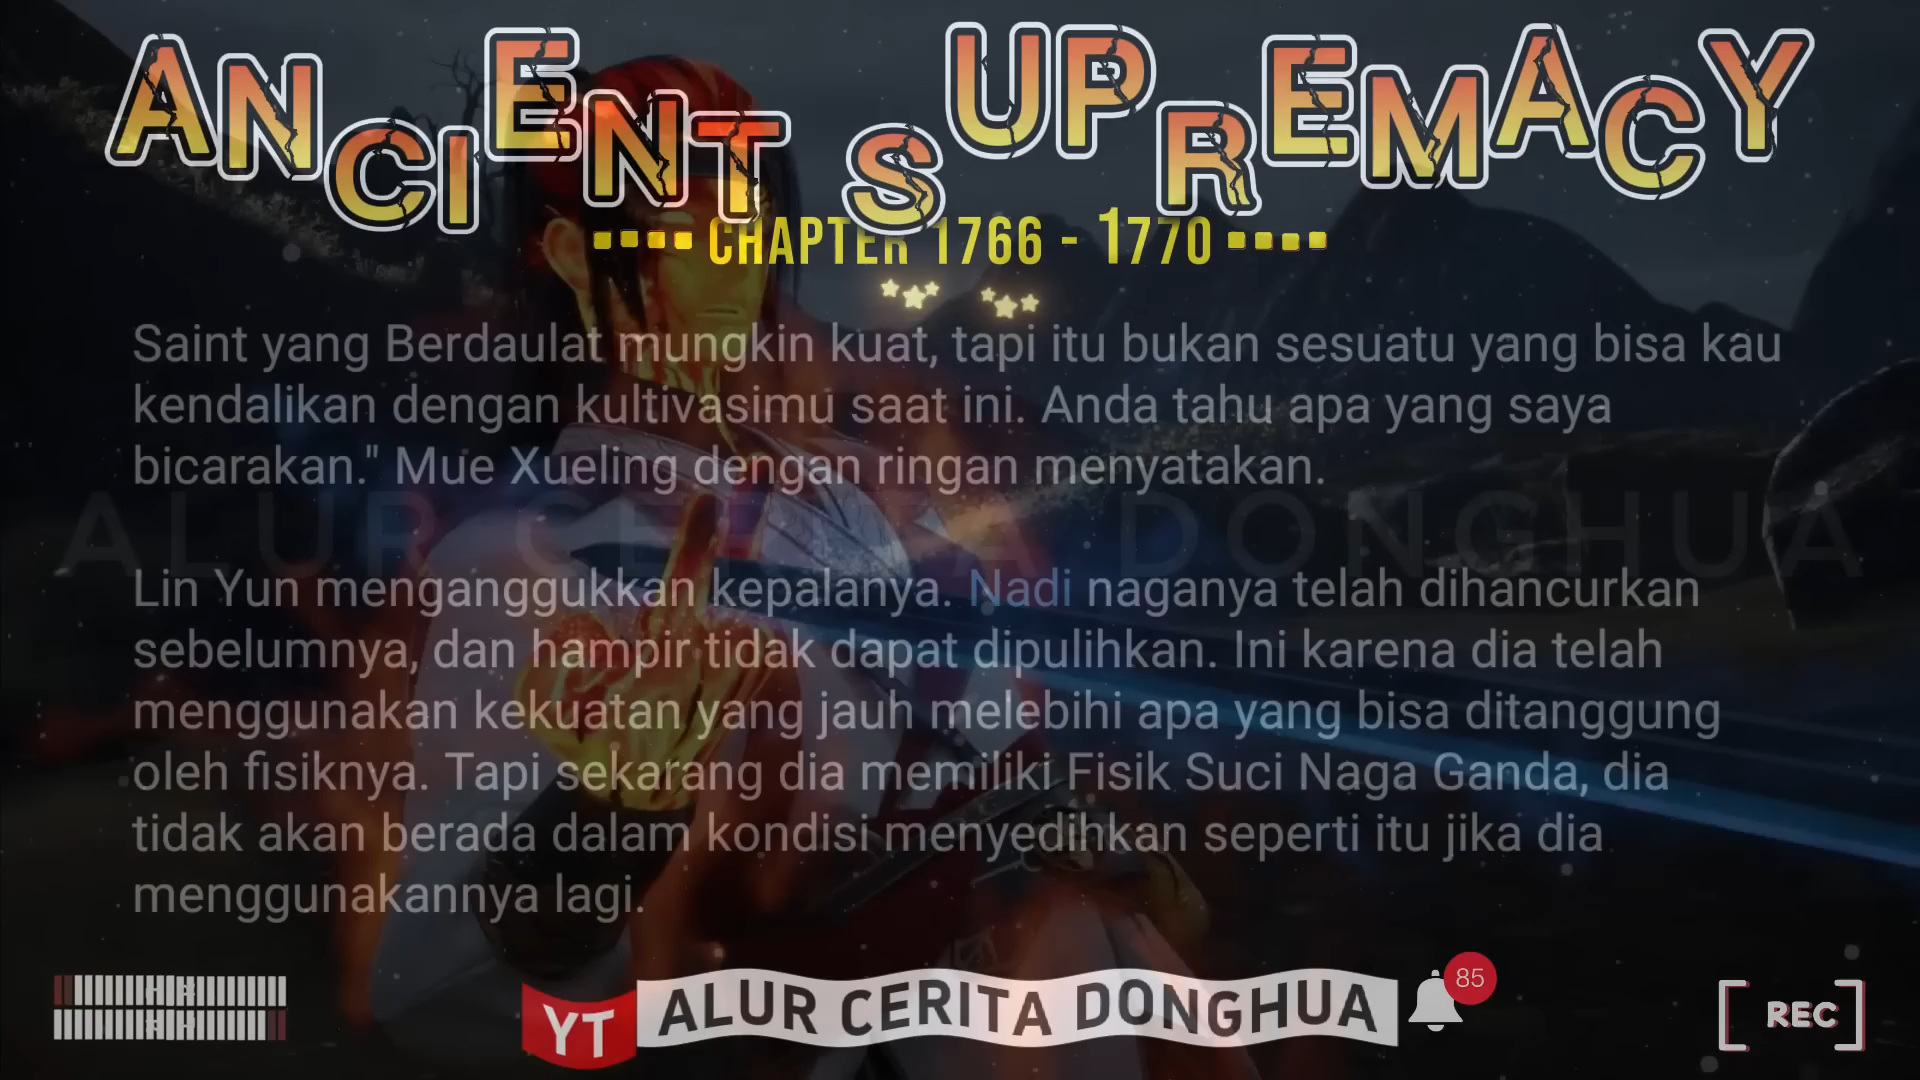 ANCIENT SUPREMACY
CHAPTER 1766 - 1770
Saint yang Berdaulat mungkin kuat, tapi itu bukan sesuatu yang bisa kau
kendalikan dengan kultivasimu saat ini. Anda tahu apa yang saya
bicarakan." Mue Xueling dengan ringan menyatakan.
ALUR CERITA DONGHUA
Lin Yun menganggukkan kepalanya. Nadi naganya telah dihancurkan
sebelumnya, dan hampir tidak dapat dipulihkan. Ini karena dia telah
menggunakan kekuatan yang jauh melebihi apa yang bisa ditanggung
oleh fisiknya. Tapi sekarang dia memiliki Fisik Suci Naga Ganda, dia
tidak akan berada dalam kondisi menyedihkan seperti itu jika dia
menggunakannya lagi.
YT ALUR CERITA DONGHUA 85
REC